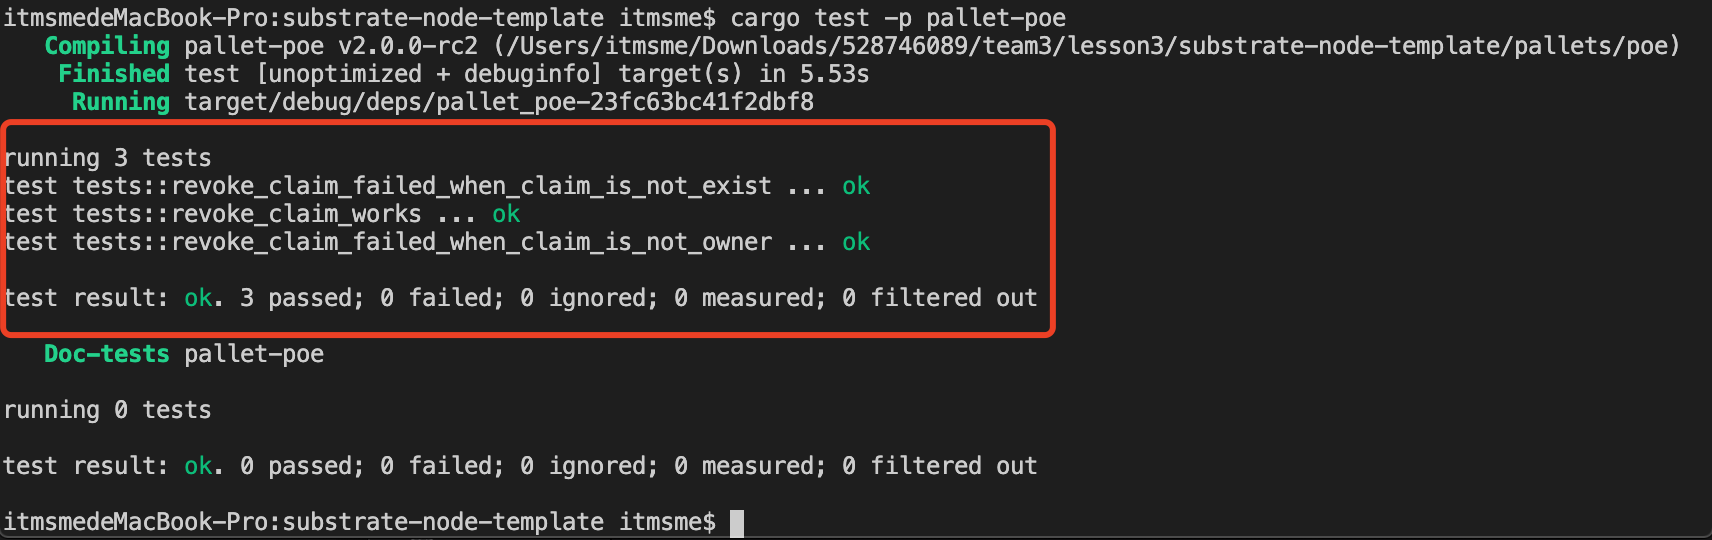 itmsmedeMacBook-Pro:substrate-node-template itmsme$ cargo test -p pallet-poe
Compiling pallet-poe v2.0.0-rc2 (/Users/itmsme/Downloads/528746089/team3/lesson3/substrate-node-template/pallets/poe)
Finished test [unoptimized + debuginfo] target(s) in 5.53s
Running target/debug/deps/pallet_poe-23fc63bc41f2dbf8
running 3 tests
test tests::revoke_claim_failed_when_claim_is_not_exist ... ok
test tests::revoke_claim_works ... ok
test tests::revoke_claim_failed_when_claim_is_not_owner ... ok
test result: ok. 3 passed; 0 failed; 0 ignored; 0 measured; 0 filtered out
Doc-tests pallet-poe
running 0 tests
test result: ok. 0 passed; 0 failed; 0 ignored; 0 measured; 0 filtered out
itmsmedeMacBook-Pro:substrate-node-template itmsme$